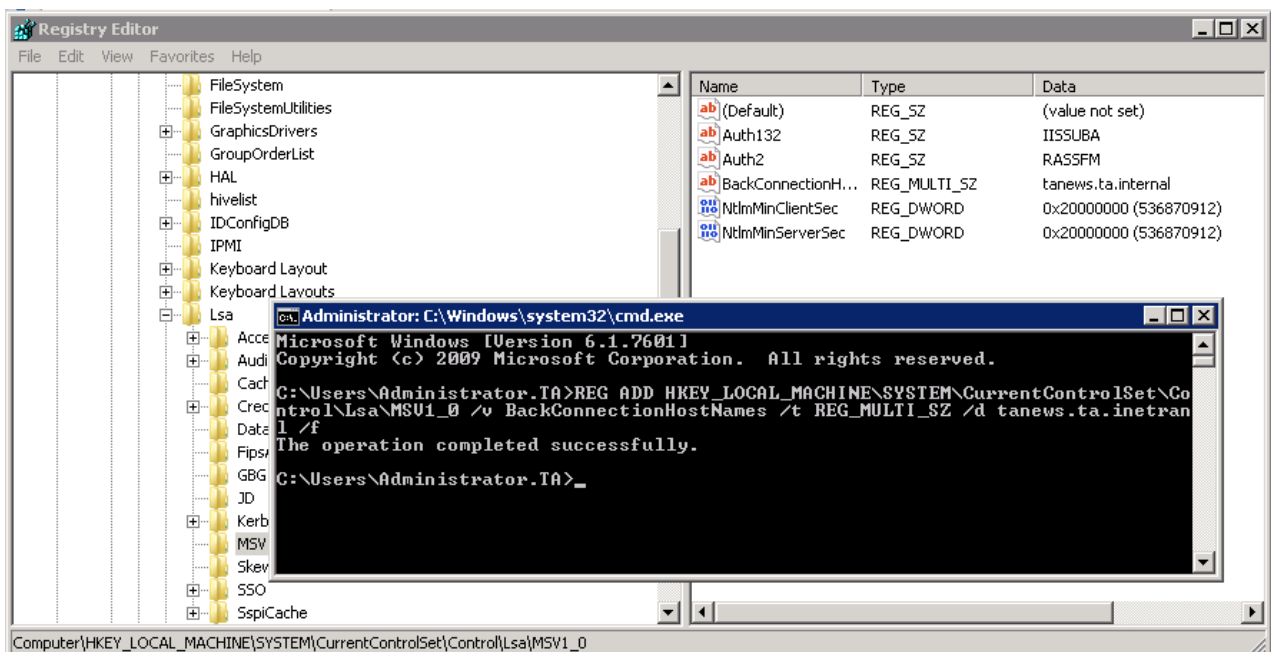 Registry Editor
File Edit View Favorites Help
FileSystem
FileSystemUtilities
GraphicsDrivers
GroupOrderList
HAL
hivelist
IDConfigDB
IPMI
Keyboard Layout
Keyboard Layouts
Lsa
Acce
Audi
Cach
Crec
Data
Fips
GBG
JD
Kerb
MSV
Skew
SSO
SspiCache
Name Type Data
(Default) REG_SZ (value not set)
Auth132 REG_SZ IISSUBA
Auth2 REG_SZ RASSFM
BackConnectionH... REG_MULTI_SZ tanews.ta.internal
NtlmMinClientSec REG_DWORD 0x20000000 (536870912)
NtlmMinServerSec REG_DWORD 0x20000000 (536870912)
Administrator: C:\Windows\system32\cmd.exe
Microsoft Windows [Version 6.1.7601]
Copyright (c) 2009 Microsoft Corporation. All rights reserved.
C:\Users\Administrator.TA>REG ADD HKEY_LOCAL_MACHINE\SYSTEM\CurrentControlSet\Co
ntrol\Lsa\MSV1_0 /v BackConnectionHostNames /t REG_MULTI_SZ /d tanews.ta.inetran
l /f
The operation completed successfully.
C:\Users\Administrator.TA>_
Computer\HKEY_LOCAL_MACHINE\SYSTEM\CurrentControlSet\Control\Lsa\MSV1_0